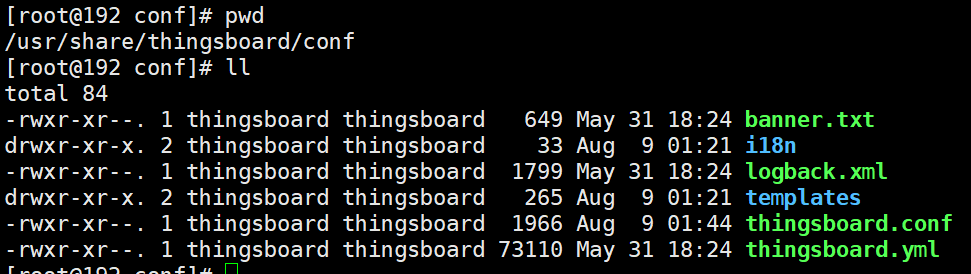 [root@192 conf]# pwd
/usr/share/thingsboard/conf
[root@192 conf]# ll
total 84
-rwxr-xr--. 1 thingsboard thingsboard   649 May 31 18:24 banner.txt
drwxr-xr-x. 2 thingsboard thingsboard    33 Aug  9 01:21 i18n
-rwxr-xr--. 1 thingsboard thingsboard  1799 May 31 18:24 logback.xml
drwxr-xr-x. 2 thingsboard thingsboard   265 Aug  9 01:21 templates
-rwxr-xr--. 1 thingsboard thingsboard  1966 Aug  9 01:44 thingsboard.conf
-rwxr-xr--. 1 thingsboard thingsboard 73110 May 31 18:24 thingsboard.yml
[root@192 conf]#